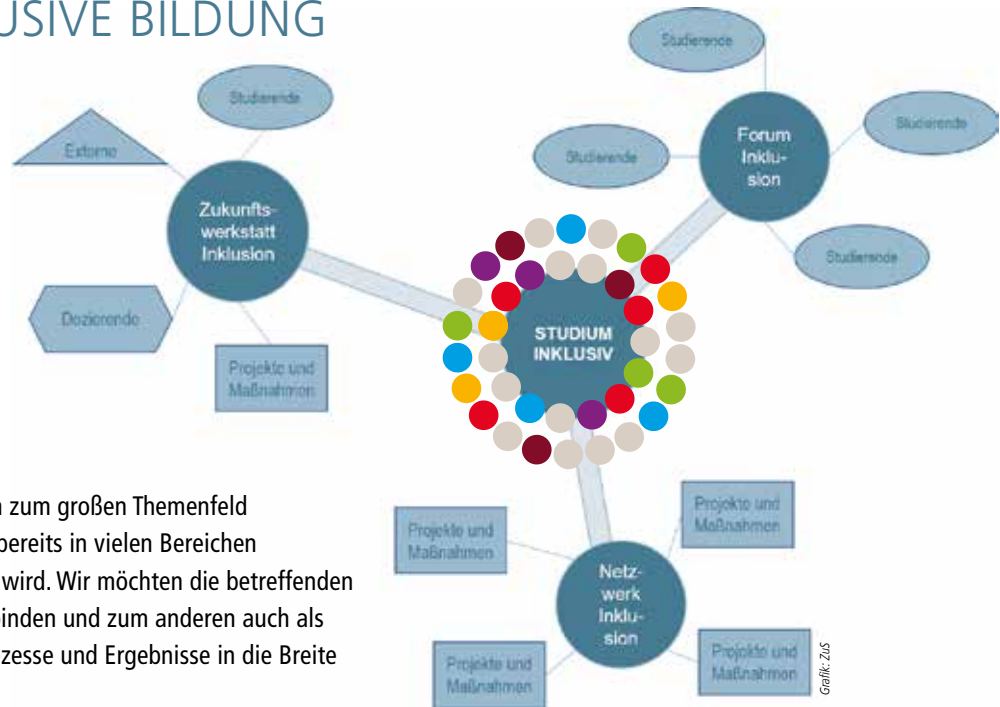 USIVE BILDUNG
Studierende
Externe
Zukunfts-
werkstatt
Inklusion
Dozierende
Projekte und
Maßnahmen
Studierende
Studierende
Forum
Inklu-
sion
Studierende
Studierende
STUDIUM
INKLUSIV
zum großen Themenfeld
bereits in vielen Bereichen
wird. Wir möchten die betreffenden
inden und zum anderen auch als
zesse und Ergebnisse in die Breite
Projekte und
Maßnahmen
Projekte und
Maßnahmen
Netz-
werk
Inklu-
sion
Projekte und
Maßnahmen
Projekte und
Maßnahmen
Grafik: ZuS